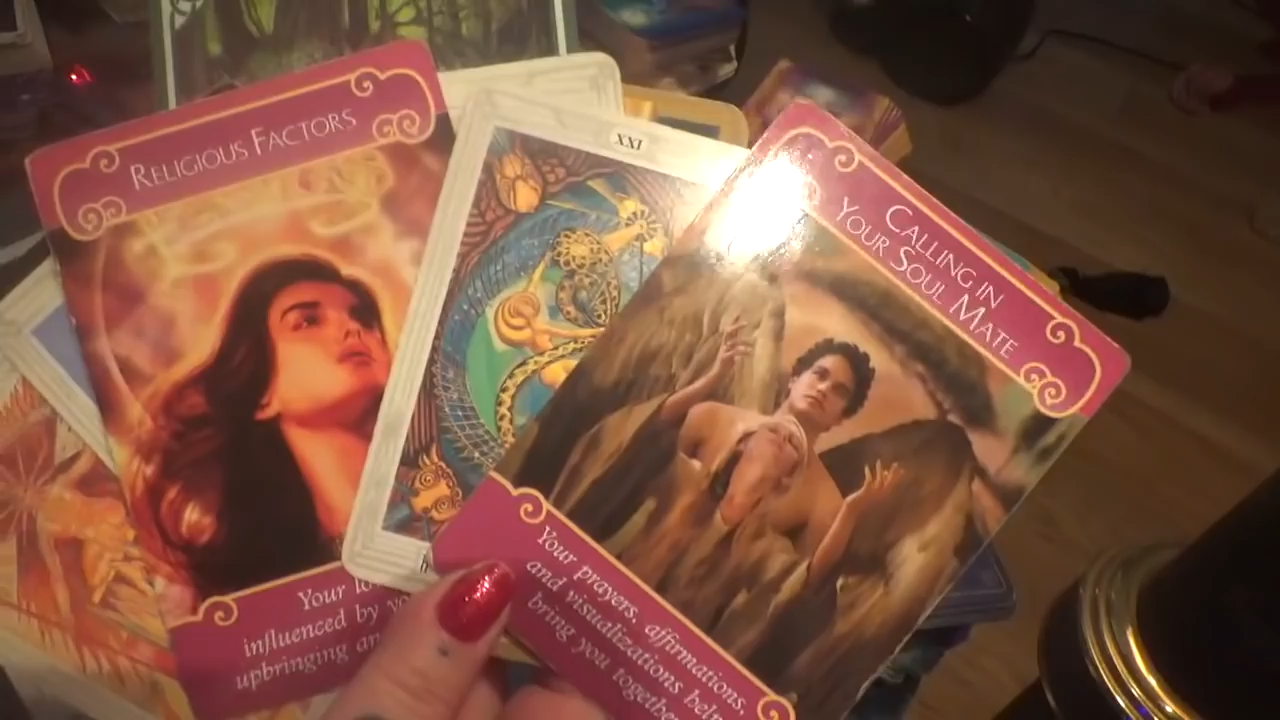 RELIGIOUS FACTORS
Your
influenced by
upbringing
XXI
CALLING IN
YOUR SOUL MATE
Your prayers, affirmations,
and visualizations help
bring you